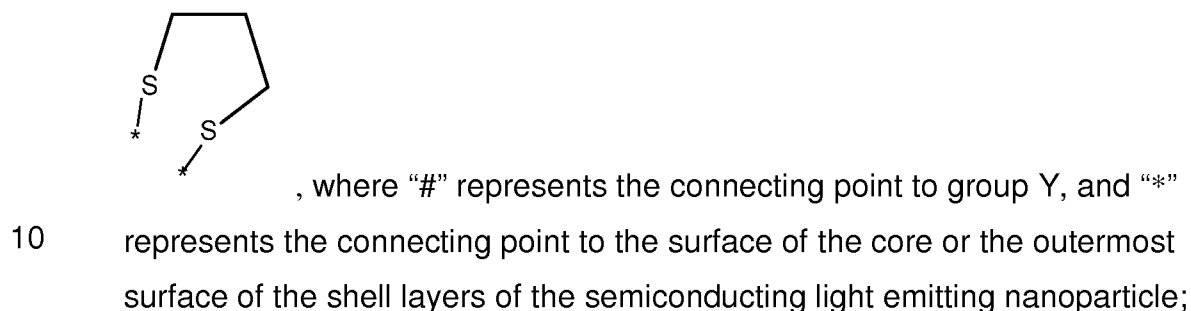 S
*
S
*
, where “#” represents the connecting point to group Y, and “*”
10 represents the connecting point to the surface of the core or the outermost
surface of the shell layers of the semiconducting light emitting nanoparticle;